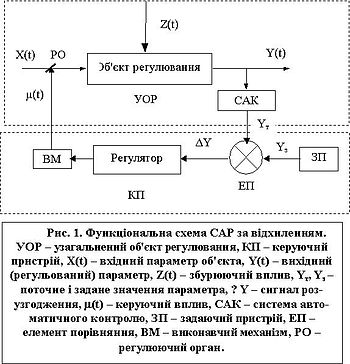 Z(t)
X(t) PO Y(t)
Об'єкт регулювання
μ(t)
УОР
САК
Yт
ΔY Yз
ВМ Регулятор ЗП
КП ЕП
Рис. 1. Функціональна схема САР за відхиленням.
УОР – узагальнений об'єкт регулювання, КП – керуючий
пристрій, X(t) – вхідний параметр об'єкта, Y(t) – вихідний
(регульований) параметр, Z(t) – збурюючий вплив, Yт, Yз –
поточне і задане значення параметра, ? Y – сигнал роз-
узгодження, μ(t) – керуючий вплив, САК – система авто-
матичного контролю, ЗП – задаючий пристрій, ЕП –
елемент порівняння, ВМ – виконавчий механізм, РО –
регулюючий орган.